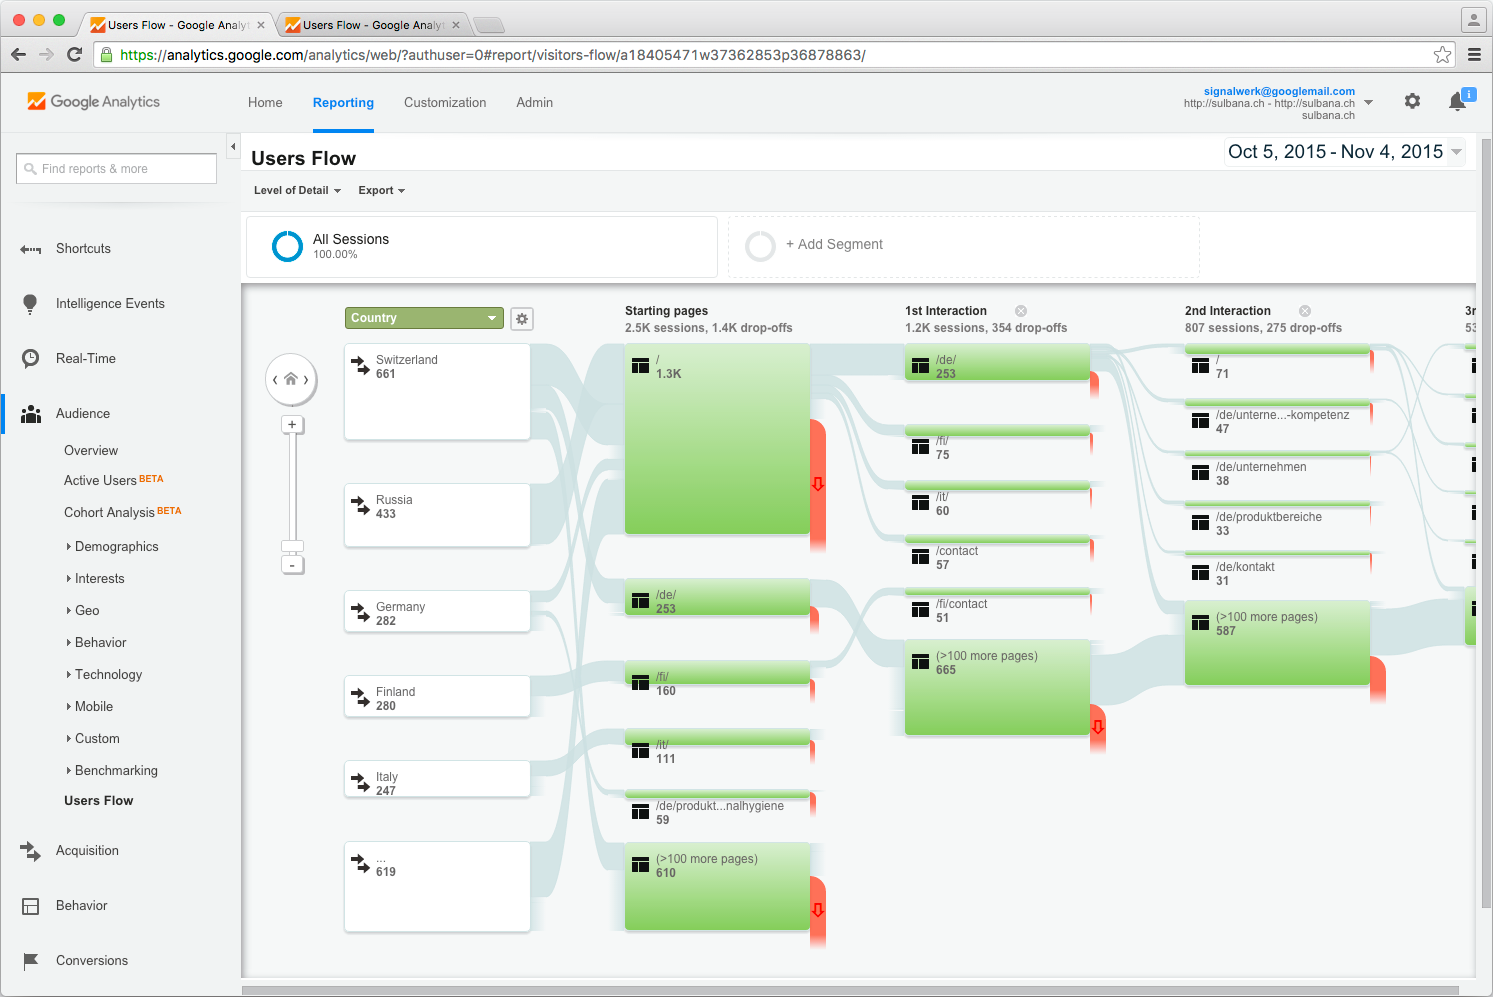 Users Flow - Google Analyt
Users Flow - Google Analyt
https://analytics.google.com/analytics/web/?authuser=0#report/visitors-flow/a18405471w37362853p36878863/
Google Analytics
Home
Reporting
Customization
Admin
signalwerk@googlemail.com
http://sulbana.ch - http://sulbana.ch
sulbana.ch
Find reports & more
Shortcuts
Intelligence Events
Real-Time
Audience
Overview
Active Users BETA
Cohort Analysis BETA
Demographics
Interests
Geo
Behavior
Technology
Mobile
Custom
Benchmarking
Users Flow
Acquisition
Behavior
Conversions
Users Flow
Oct 5, 2015 - Nov 4, 2015
Level of Detail
Export
All Sessions
100.00%
+ Add Segment
Country
+
-
Switzerland
661
Russia
433
Germany
282
Finland
280
Italy
247
...
619
Starting pages
2.5K sessions, 1.4K drop-offs
/
1.3K
/de/
253
/fi/
160
/it/
111
/de/produkt...nalhygiene
59
(>100 more pages)
610
1st Interaction
1.2K sessions, 354 drop-offs
/de/
253
/fi/
75
/it/
60
/contact
57
/fi/contact
51
(>100 more pages)
665
2nd Interaction
807 sessions, 275 drop-offs
/
71
/de/unterne...-kompetenz
47
/de/unternehmen
38
/de/produktbereiche
33
/de/kontakt
31
(>100 more pages)
587
3r
53